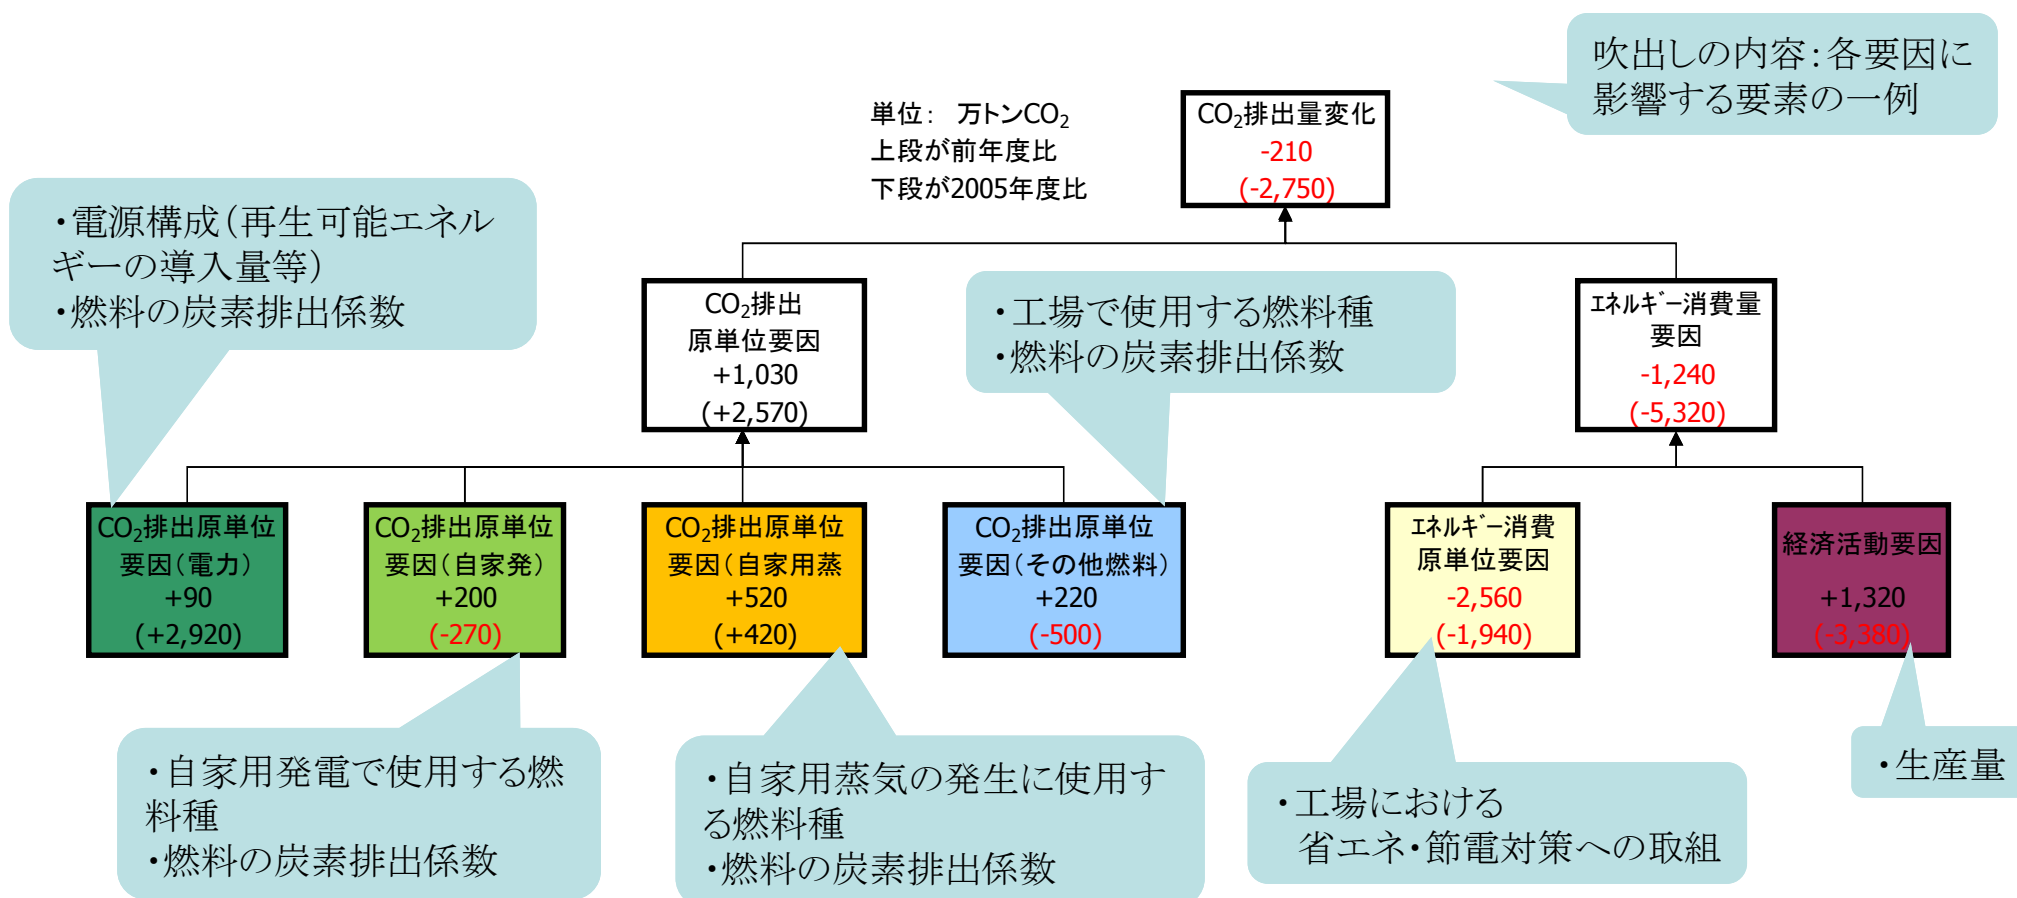 吹出しの内容：各要因に
影響する要素の一例
単位：　万トンCO₂
上段が前年度比
下段が2005年度比
CO₂排出量変化
-210
(-2,750)
・電源構成（再生可能エネル
ギーの導入量等）
・燃料の炭素排出係数
CO₂排出
原単位要因
+1,030
(+2,570)
・工場で使用する燃料種
・燃料の炭素排出係数
ｴﾈﾙｷﾞｰ消費量
要因
-1,240
(-5,320)
CO₂排出原単位
要因（電力）
+90
(+2,920)
CO₂排出原単位
要因（自家発）
+200
(-270)
CO₂排出原単位
要因（自家用蒸
+520
(+420)
CO₂排出原単位
要因（その他燃料）
+220
(-500)
ｴﾈﾙｷﾞｰ消費
原単位要因
-2,560
(-1,940)
経済活動要因
+1,320
(-3,380)
・自家用発電で使用する燃
料種
・燃料の炭素排出係数
・自家用蒸気の発生に使用す
る燃料種
・燃料の炭素排出係数
・工場における
省エネ・節電対策への取組
・生産量